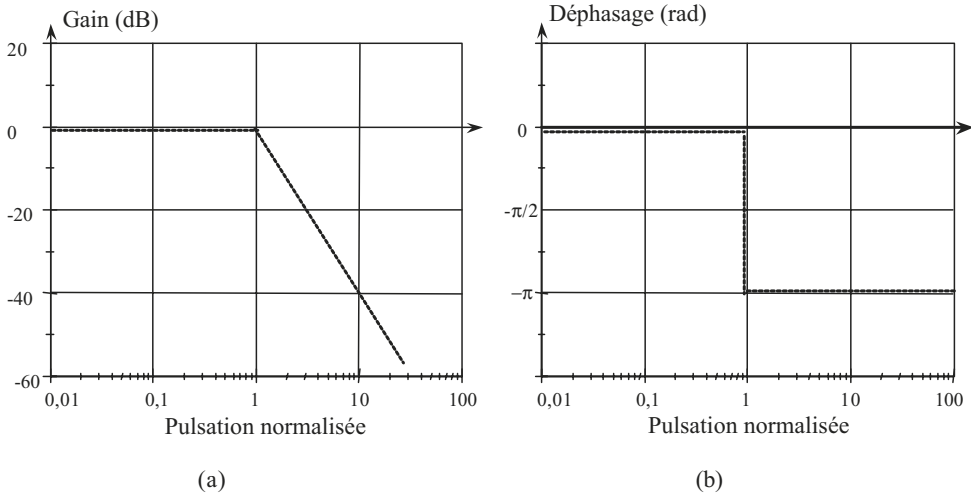 Gain (dB)
20
0
-20
-40
-60
0,01 0,1 1 10 100
Pulsation normalisée
(a)
Déphasage (rad)
0
-π/2
−π
0,01 0,1 1 10 100
Pulsation normalisée
(b)